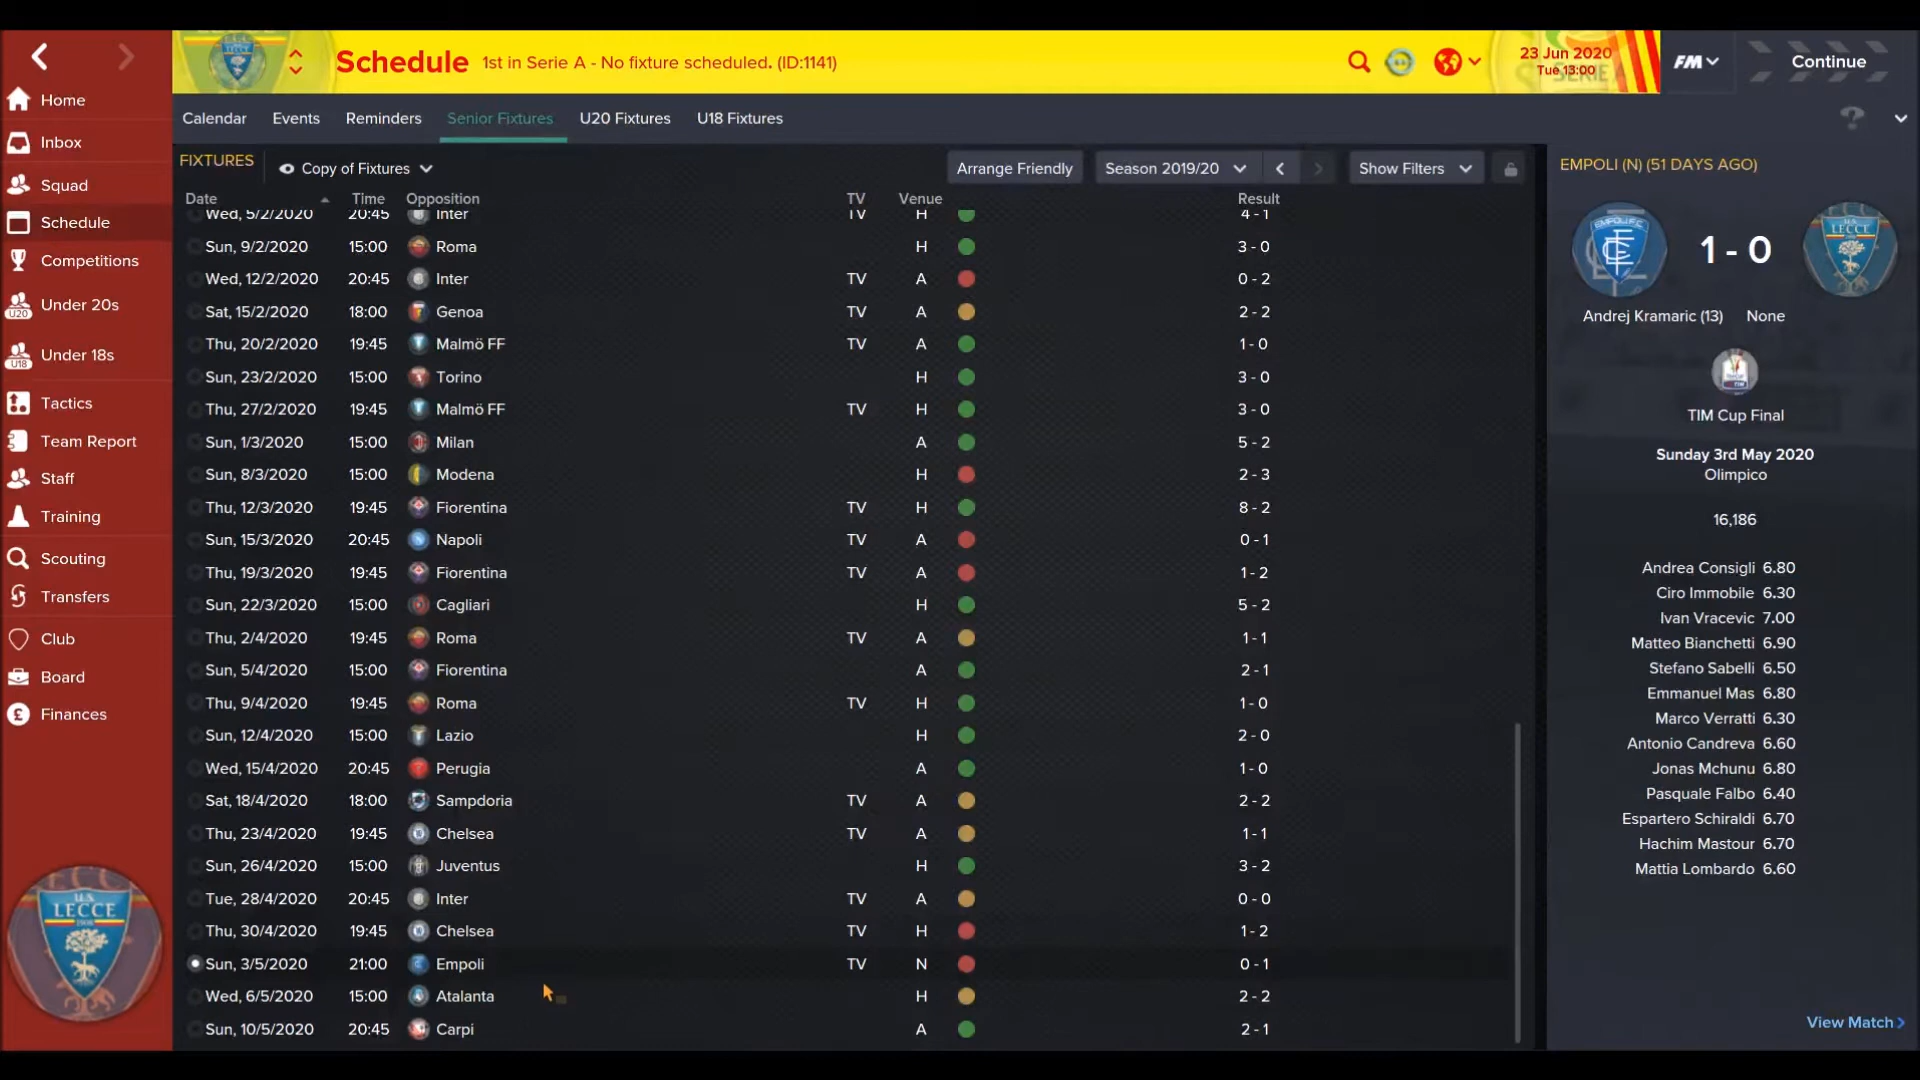 Schedule
1st in Serie A - No fixture scheduled. (ID:1141)
23 Jun 2020
Tue 13:00
FM
Continue
Home
Inbox
Squad
Schedule
Competitions
Under 20s
Under 18s
Tactics
Team Report
Staff
Training
Scouting
Transfers
Club
Board
Finances
U.S.
LECCE
Calendar Events Reminders Senior Fixtures U20 Fixtures U18 Fixtures
FIXTURES Copy of Fixtures Arrange Friendly Season 2019/20 Show Filters
Date Time Opposition TV Venue Result
Wed, 5/2/2020 20:45 Inter TV H 4 - 1
Sun, 9/2/2020 15:00 Roma H 3 - 0
Wed, 12/2/2020 20:45 Inter TV A 0 - 2
Sat, 15/2/2020 18:00 Genoa TV A 2 - 2
Thu, 20/2/2020 19:45 Malmö FF TV A 1 - 0
Sun, 23/2/2020 15:00 Torino H 3 - 0
Thu, 27/2/2020 19:45 Malmö FF TV H 3 - 0
Sun, 1/3/2020 15:00 Milan A 5 - 2
Sun, 8/3/2020 15:00 Modena H 2 - 3
Thu, 12/3/2020 19:45 Fiorentina TV H 8 - 2
Sun, 15/3/2020 20:45 Napoli TV A 0 - 1
Thu, 19/3/2020 19:45 Fiorentina TV A 1 - 2
Sun, 22/3/2020 15:00 Cagliari H 5 - 2
Thu, 2/4/2020 19:45 Roma TV A 1 - 1
Sun, 5/4/2020 15:00 Fiorentina A 2 - 1
Thu, 9/4/2020 19:45 Roma TV H 1 - 0
Sun, 12/4/2020 15:00 Lazio H 2 - 0
Wed, 15/4/2020 20:45 Perugia A 1 - 0
Sat, 18/4/2020 18:00 Sampdoria TV A 2 - 2
Thu, 23/4/2020 19:45 Chelsea TV A 1 - 1
Sun, 26/4/2020 15:00 Juventus H 3 - 2
Tue, 28/4/2020 20:45 Inter TV A 0 - 0
Thu, 30/4/2020 19:45 Chelsea TV H 1 - 2
Sun, 3/5/2020 21:00 Empoli TV N 0 - 1
Wed, 6/5/2020 15:00 Atalanta H 2 - 2
Sun, 10/5/2020 20:45 Carpi A 2 - 1
EMPOLI (N) (51 DAYS AGO)
1 - 0
Andrej Kramaric (13) None
TIM Cup Final
Sunday 3rd May 2020
Olimpico
16,186
Andrea Consigli 6.80
Ciro Immobile 6.30
Ivan Vracevic 7.00
Matteo Bianchetti 6.90
Stefano Sabelli 6.50
Emmanuel Mas 6.80
Marco Verratti 6.30
Antonio Candreva 6.60
Jonas Mchunu 6.80
Pasquale Falbo 6.40
Espartero Schiraldi 6.70
Hachim Mastour 6.70
Mattia Lombardo 6.60
View Match